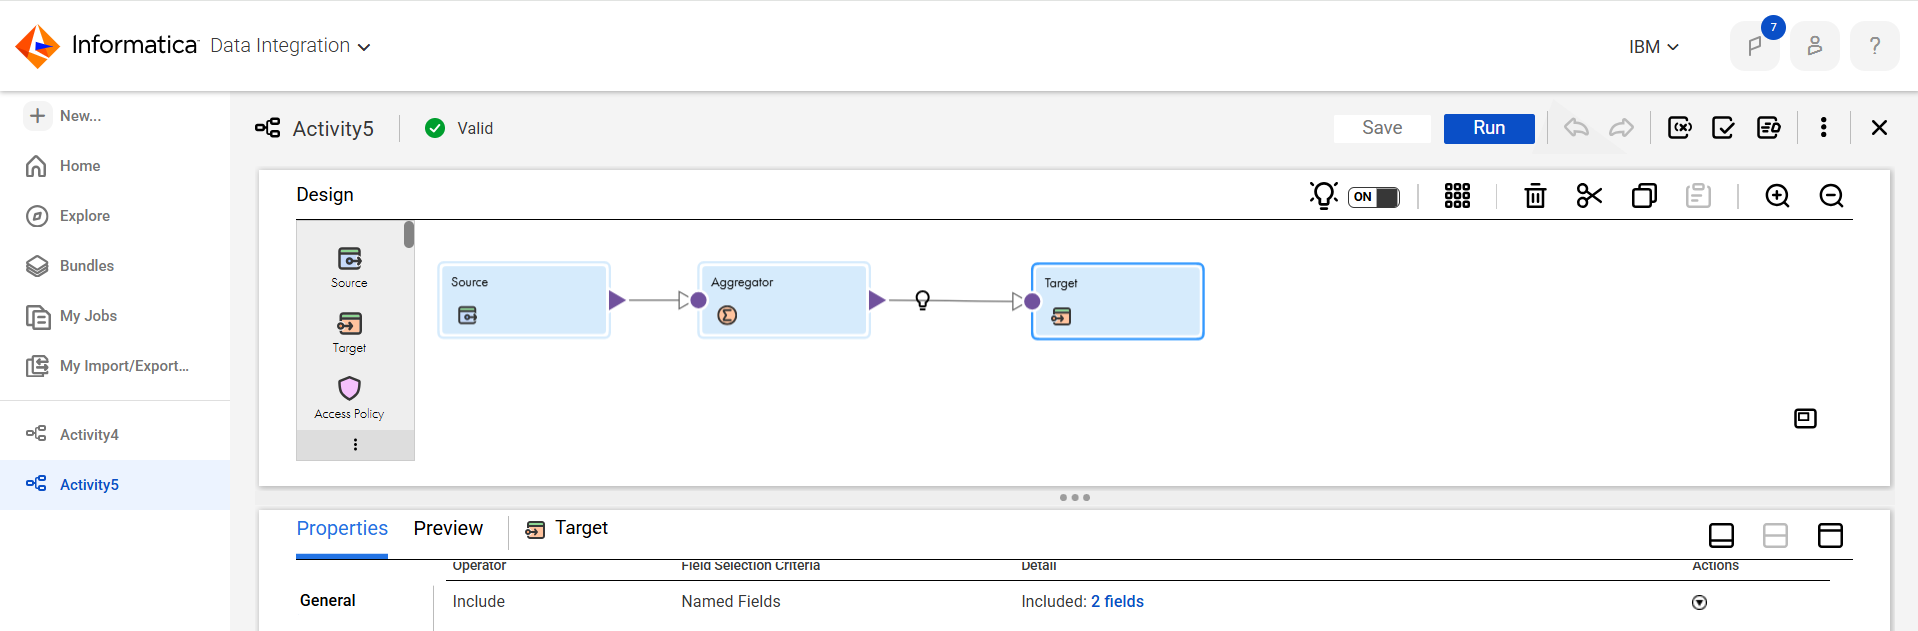 Informatica Data Integration
IBM
7
?
New...
Home
Explore
Bundles
My Jobs
My Import/Export...
Activity4
Activity5
Activity5
Valid
Save
Run
Design
ON
Source
Target
Access Policy
Source
Aggregator
Target
Properties
Preview
Target
Operator Field Selection Criteria Detail Actions
General
Include Named Fields Included: 2 fields